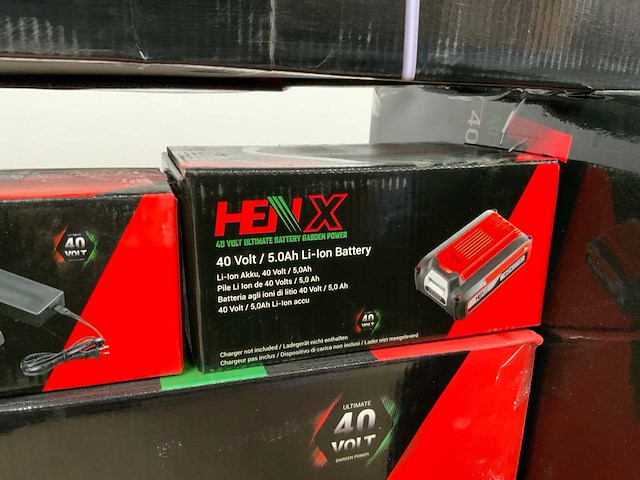 40
HENX
40 VOLT ULTIMATE BATTERY GARDEN POWER
40 Volt / 5.0Ah Li-Ion Battery
Li-Ion Akku, 40 Volt / 5,0Ah
Pile Li Ion de 40 Volts / 5,0 Ah
Batteria agli ioni di litio 40 Volt / 5,0 Ah
40 Volt / 5,0Ah Li-Ion accu
40
VOLT
40
VOLT
Charger not included / Ladegerät nicht enthalten
Chargeur pas inclus / Dispositivo di carica non inclusi / Lader niet meegeleverd
ULTIMATE
40
VOLT
GARDEN POWER